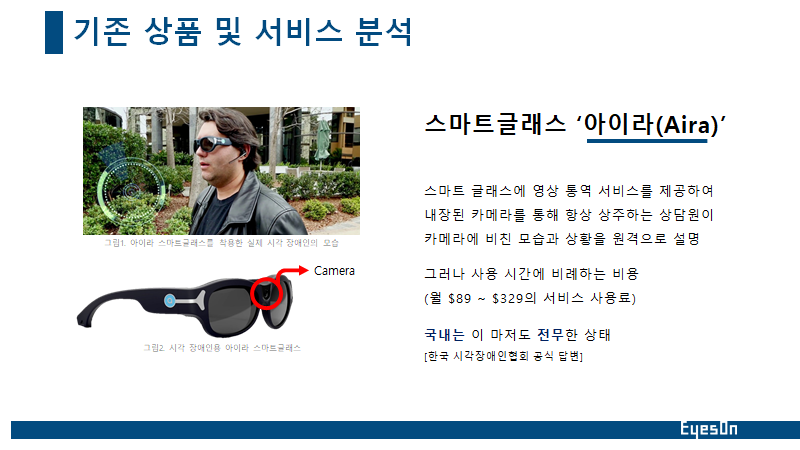 기존 상품 및 서비스 분석
스마트글래스 ‘아이라(Aira)’
그림1. 아이라 스마트글래스를 착용한 실제 시각 장애인의 모습
Camera
그림2. 시각 장애인용 아이라 스마트글래스
스마트 글래스에 영상 통역 서비스를 제공하여
내장된 카메라를 통해 항상 상주하는 상담원이
카메라에 비친 모습과 상황을 원격으로 설명
그러나 사용 시간에 비례하는 비용
(월 $89 ~ $329의 서비스 사용료)
국내는 이 마저도 전무한 상태
[한국 시각장애인협회 공식 답변]
EyesOn